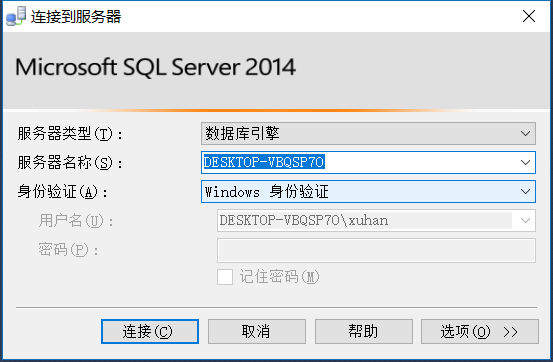 连接到服务器
Microsoft SQL Server 2014
服务器类型(T): 数据库引擎
服务器名称(S): DESKTOP-VBQSP7O
身份验证(A): Windows 身份验证
用户名(U): DESKTOP-VBQSP7O\xuhan
密码(P):
记住密码(M)
连接(C) 取消 帮助 选项(O) >>